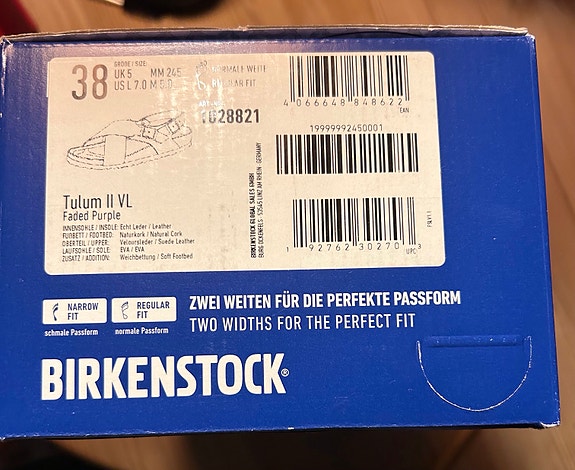 38
GRÖSSE / SIZE:
UK 5 MM 245
US L 7.0 M 5.0
NORMALE WEITE
REGULAR FIT
1028821
4 066648 848622
EAN
19999992450001
Tulum II VL
Faded Purple
INNENSOHLE / INSOLE: Echt Leder / Leather
FUẞBETT / FOOTBED: Naturkork / Natural Cork
OBERTEIL / UPPER: Veloursleder / Suede Leather
LAUFSOHLE / SOLE: EVA / EVA
ZUSATZ / ADDITION: Weichbettung / Soft Footbed
BIRKENSTOCK GLOBAL SALES GMBH
BURG OCKENFELS · 53545 LINZ AM RHEIN · GERMANY
1 92762 30270 3
UPC
NARROW
FIT
schmale Passform
REGULAR
FIT
normale Passform
ZWEI WEITEN FÜR DIE PERFEKTE PASSFORM
TWO WIDTHS FOR THE PERFECT FIT
BIRKENSTOCK®